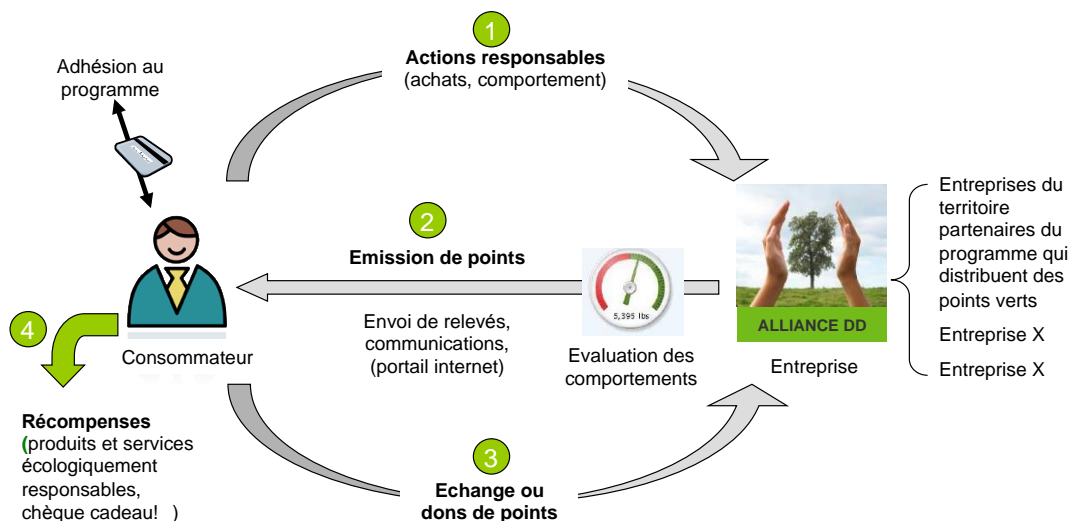 1
Actions responsables
(achats, comportement)
Adhésion au
programme
2
Emission de points
Envoi de relevés,
communications,
(portail internet)
5,395 lbs
Evaluation des
comportements
ALLIANCE DD
Entreprise
Entreprises du
territoire
partenaires du
programme qui
distribuent des
points verts
Entreprise X
Entreprise X
Consommateur
4
Récompenses
(produits et services
écologiquement
responsables,
chèque cadeau! )
3
Echange ou
dons de points